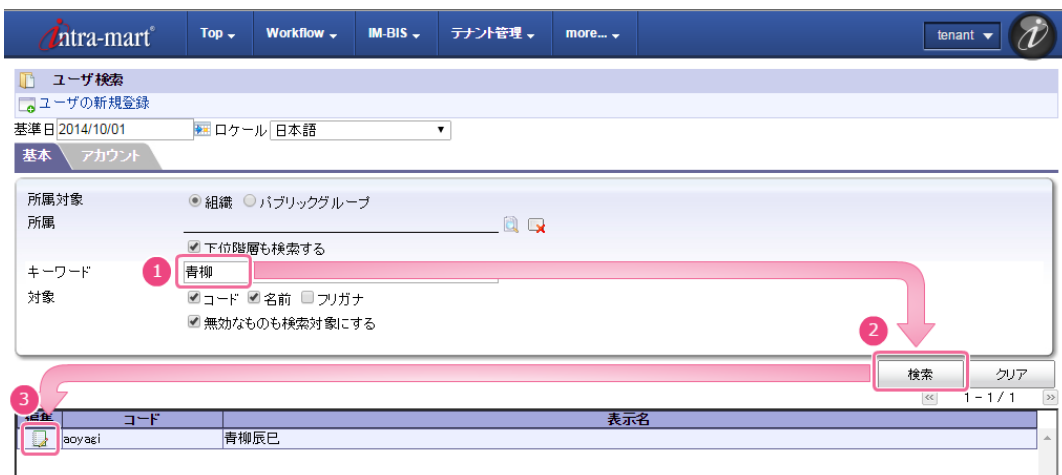 intra-mart® Top Workflow IM-BIS テナント管理 more... tenant
ユーザ検索
ユーザの新規登録
基準日 2014/10/01 ロケール 日本語
基本 アカウント
所属対象 組織 パブリックグループ
所属
下位階層も検索する
キーワード 1 青柳
対象 コード 名前 フリガナ
無効なものも検索対象にする
2
検索 クリア
3 << 1 - 1 / 1 >>
編集 コード 表示名
aoyagi 青柳辰巳